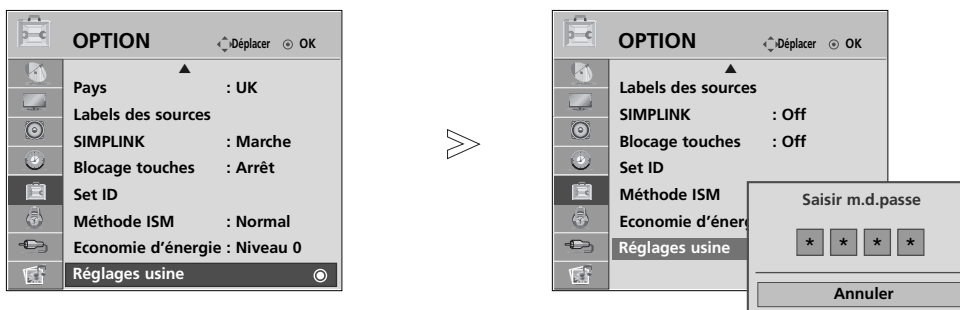 OPTION
Déplacer OK
Pays : UK
Labels des sources
SIMPLINK : Marche
Blocage touches : Arrêt
Set ID
Méthode ISM : Normal
Economie d'énergie : Niveau 0
Réglages usine
OPTION
Déplacer OK
Labels des sources
SIMPLINK : Off
Blocage touches : Off
Set ID
Méthode ISM
Economie d'énerg
Réglages usine
Saisir m.d.passe
* * * *
Annuler